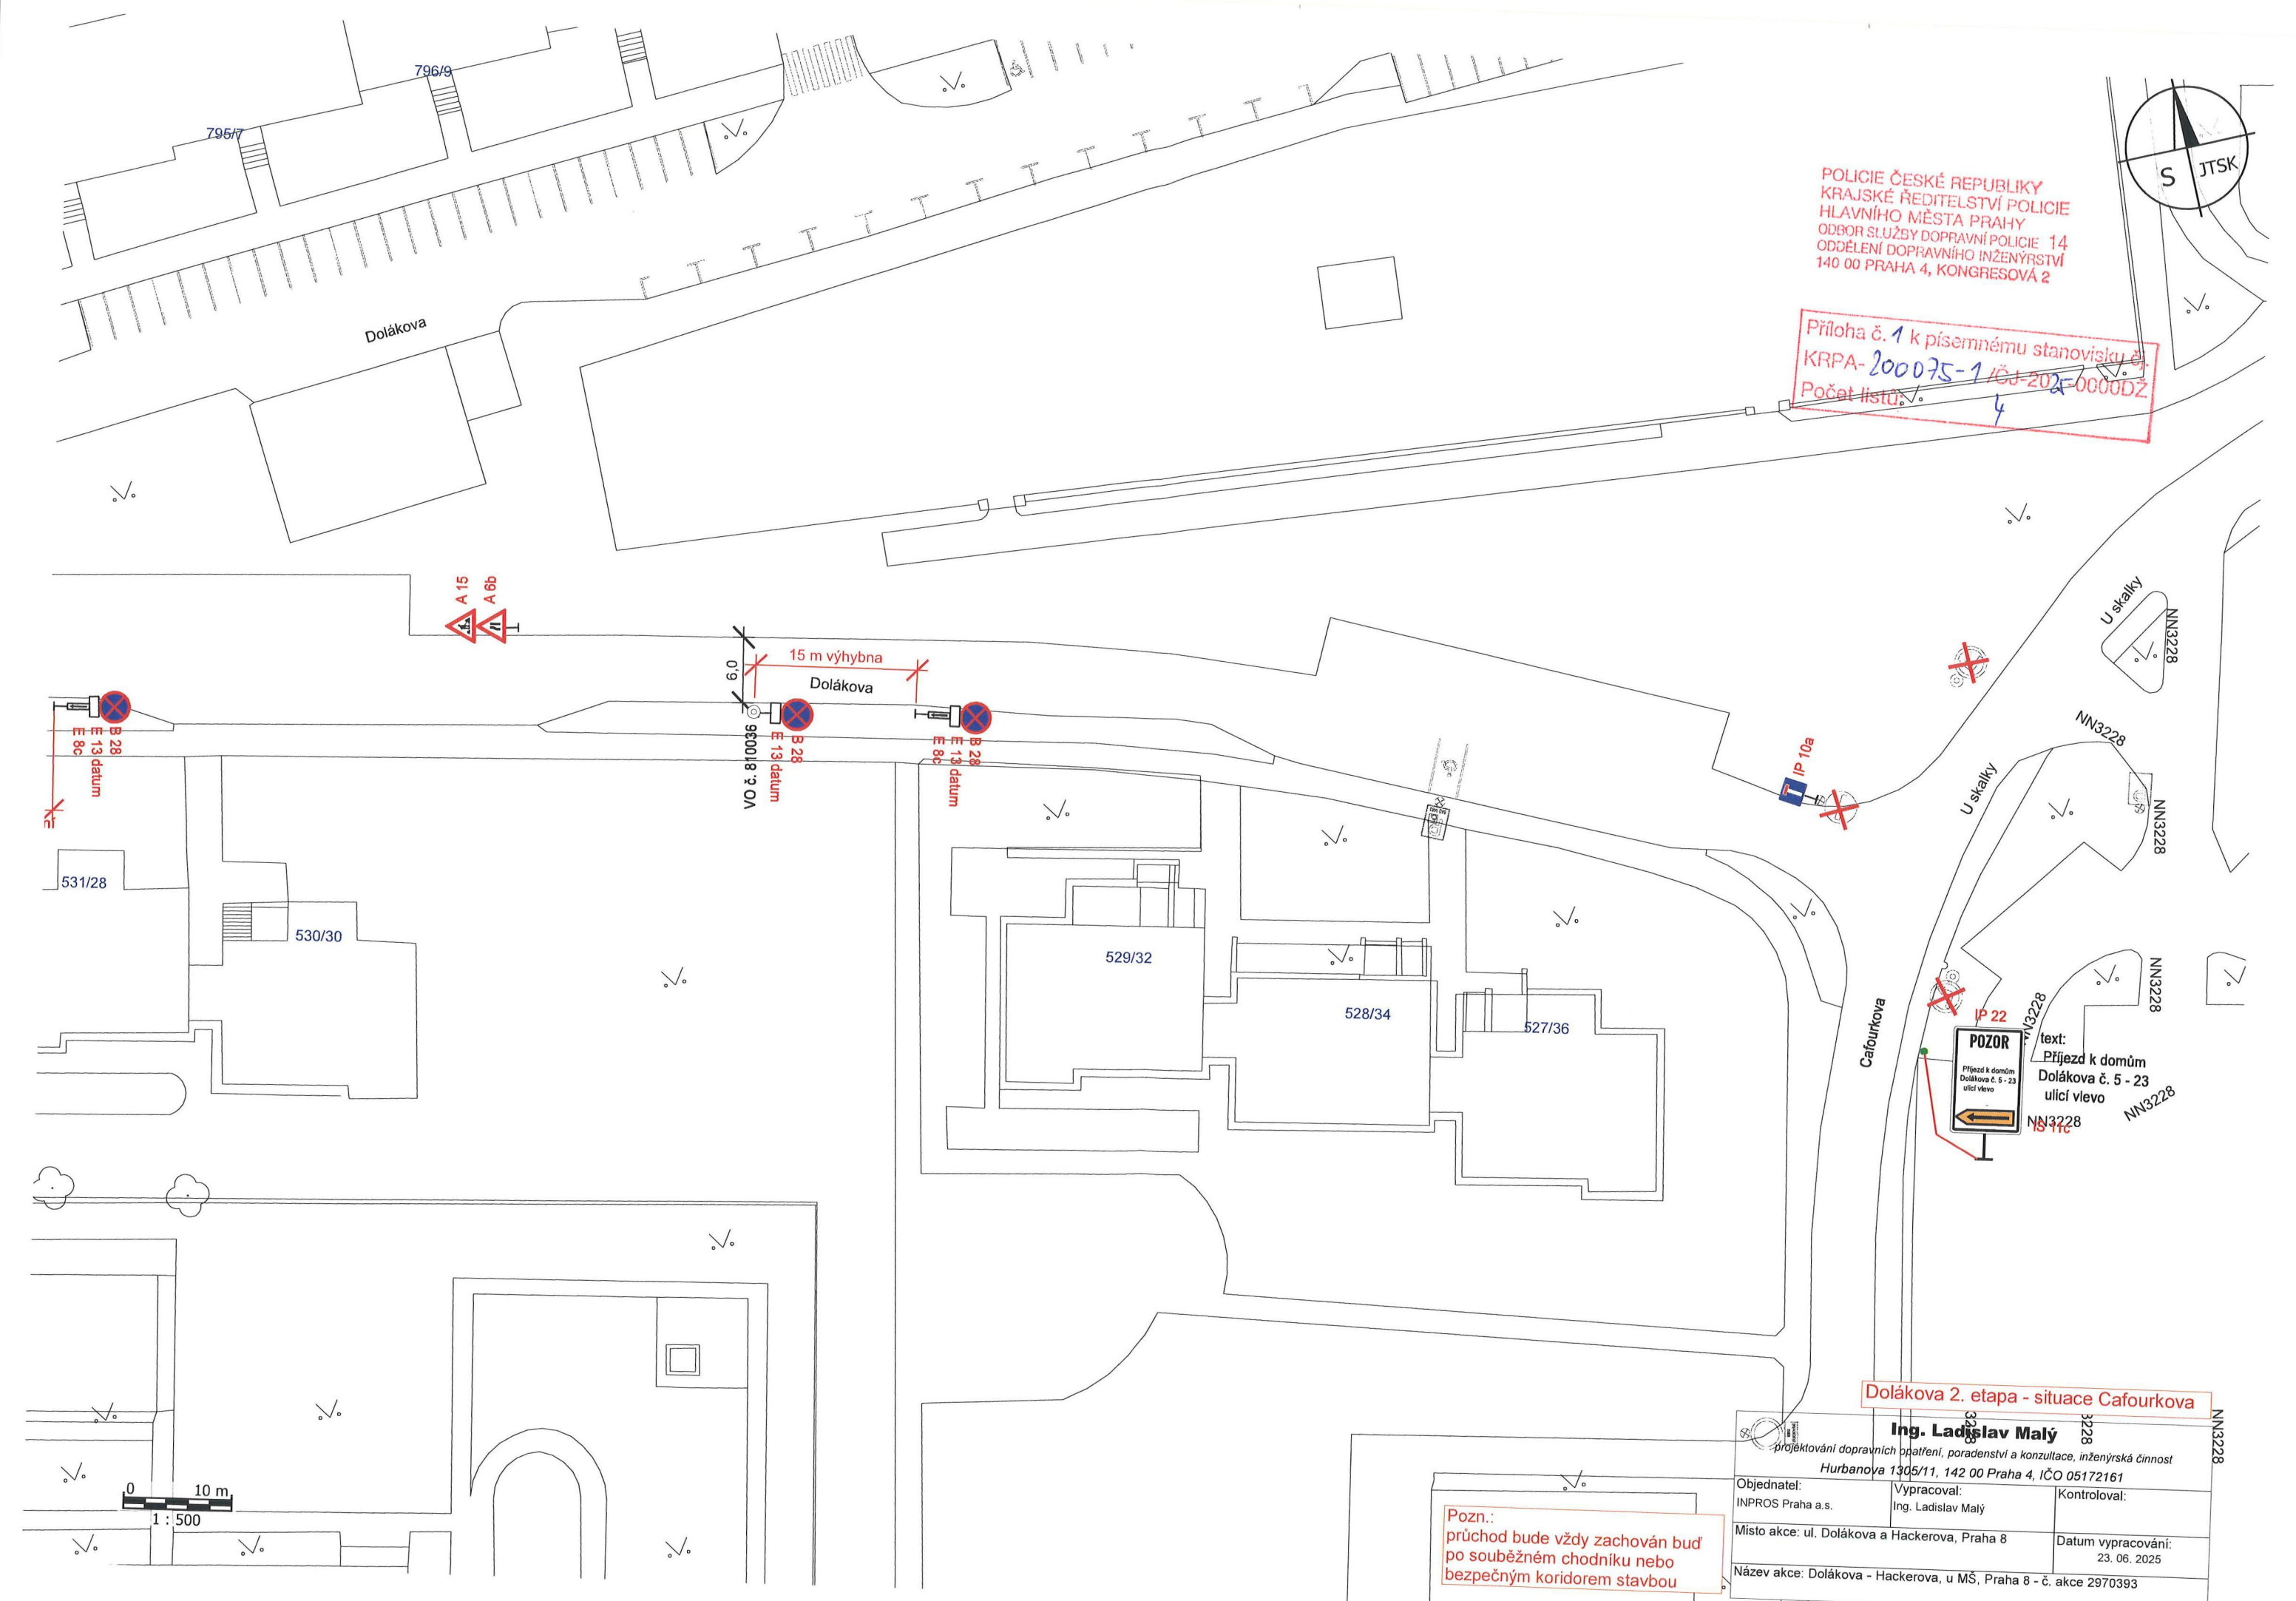 796/9
795/7
S JTSK
POLICIE ČESKÉ REPUBLIKY
KRAJSKÉ ŘEDITELSTVÍ POLICIE
HLAVNÍHO MĚSTA PRAHY
ODBOR SLUŽBY DOPRAVNÍ POLICIE 14
ODDĚLENÍ DOPRAVNÍHO INŽENÝRSTVÍ
140 00 PRAHA 4, KONGRESOVÁ 2
Příloha č. 1 k písemnému stanovisku č.
KRPA-200075-1/ČJ-2025-0000DŽ
Počet listů: 4
Dolákova
A 15
A 6b
U skalky
NN3228
6,0
15 m výhybna
Dolákova
B 28
E 13 datum
E 8c
VO č. 810036
B 28
E 13 datum
B 28
E 13 datum
E 8c
IP 10a
NN3228
U skalky
NN3228
531/28
530/30
529/32
528/34
527/36
Cafourkova
NN3228
NN3228
IP 22
POZOR
Příjezd k domům
Dolákova č. 5 - 23
ulicí vlevo
text:
Příjezd k domům
Dolákova č. 5 - 23
ulicí vlevo
NN3228
IS 11c
NN3228
0 10 m
1 : 500
Dolákova 2. etapa - situace Cafourkova
3228
3228
NN3228
Ing. Ladislav Malý
projektování dopravních opatření, poradenství a konzultace, inženýrská činnost
Hurbanova 1305/11, 142 00 Praha 4, IČO 05172161
Objednatel:
INPROS Praha a.s.
Vypracoval:
Ing. Ladislav Malý
Kontroloval:
Místo akce: ul. Dolákova a Hackerova, Praha 8
Datum vypracování:
23. 06. 2025
Název akce: Dolákova - Hackerova, u MŠ, Praha 8 - č. akce 2970393
Pozn.:
průchod bude vždy zachován buď
po souběžném chodníku nebo
bezpečným koridorem stavbou